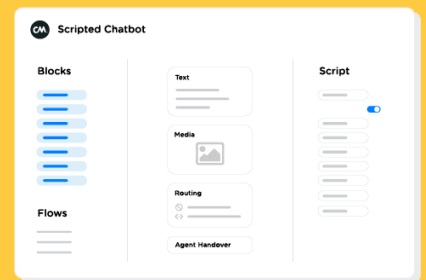 CM Scripted Chatbot
Blocks
Text
Script
Media
Routing
Flows
Agent Handover